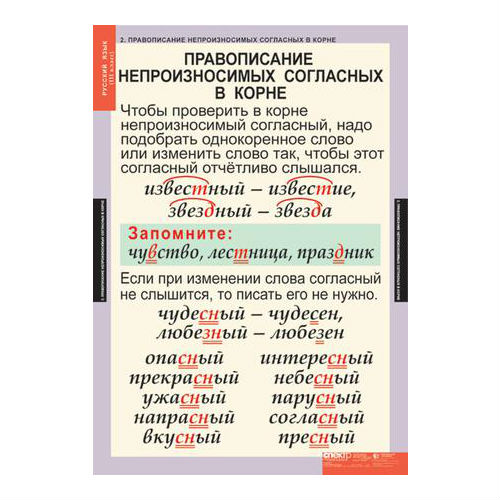 РУССКИЙ ЯЗЫК
2. ПРАВОПИСАНИЕ НЕПРОИЗНОСИМЫХ СОГЛАСНЫХ В КОРНЕ
ПРАВОПИСАНИЕ
НЕПРОИЗНОСИМЫХ СОГЛАСНЫХ
В КОРНЕ
Чтобы проверить в корне
непроизносимый согласный, надо
подобрать однокоренное слово
или изменить слово так, чтобы этот
согласный отчётливо слышался.
известный – известие,
звездный – звезда
Запомните:
чувство, лестница, праздник
Если при изменении слова согласный
не слышится, то писать его не нужно.
чудесный – чудесен,
любезный – любезен
опасный интересный
прекрасный небесный
ужасный парусный
напрасный согласный
вкусный пресный
спектр